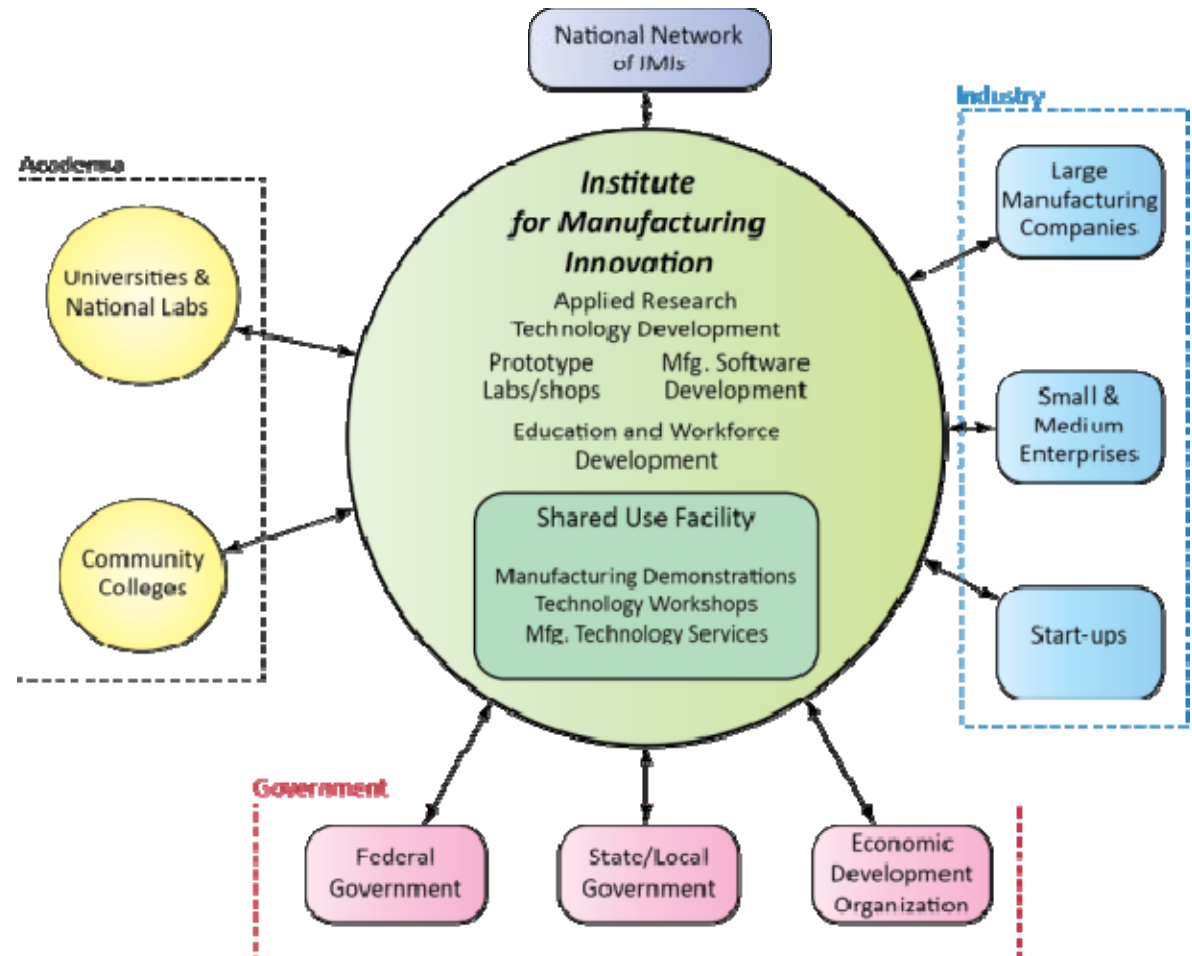 National Network
of IMIs
Industry
Academia
Large
Manufacturing
Companies
Institute
for Manufacturing
Innovation
Universities &
National Labs
Applied Research
Technology Development
Prototype
Labs/shops
Mfg. Software
Development
Small &
Medium
Enterprises
Education and Workforce
Development
Shared Use Facility
Community
Colleges
Manufacturing Demonstrations
Technology Workshops
Mfg. Technology Services
Start-ups
Government
Federal
Government
State/Local
Government
Economic
Development
Organization